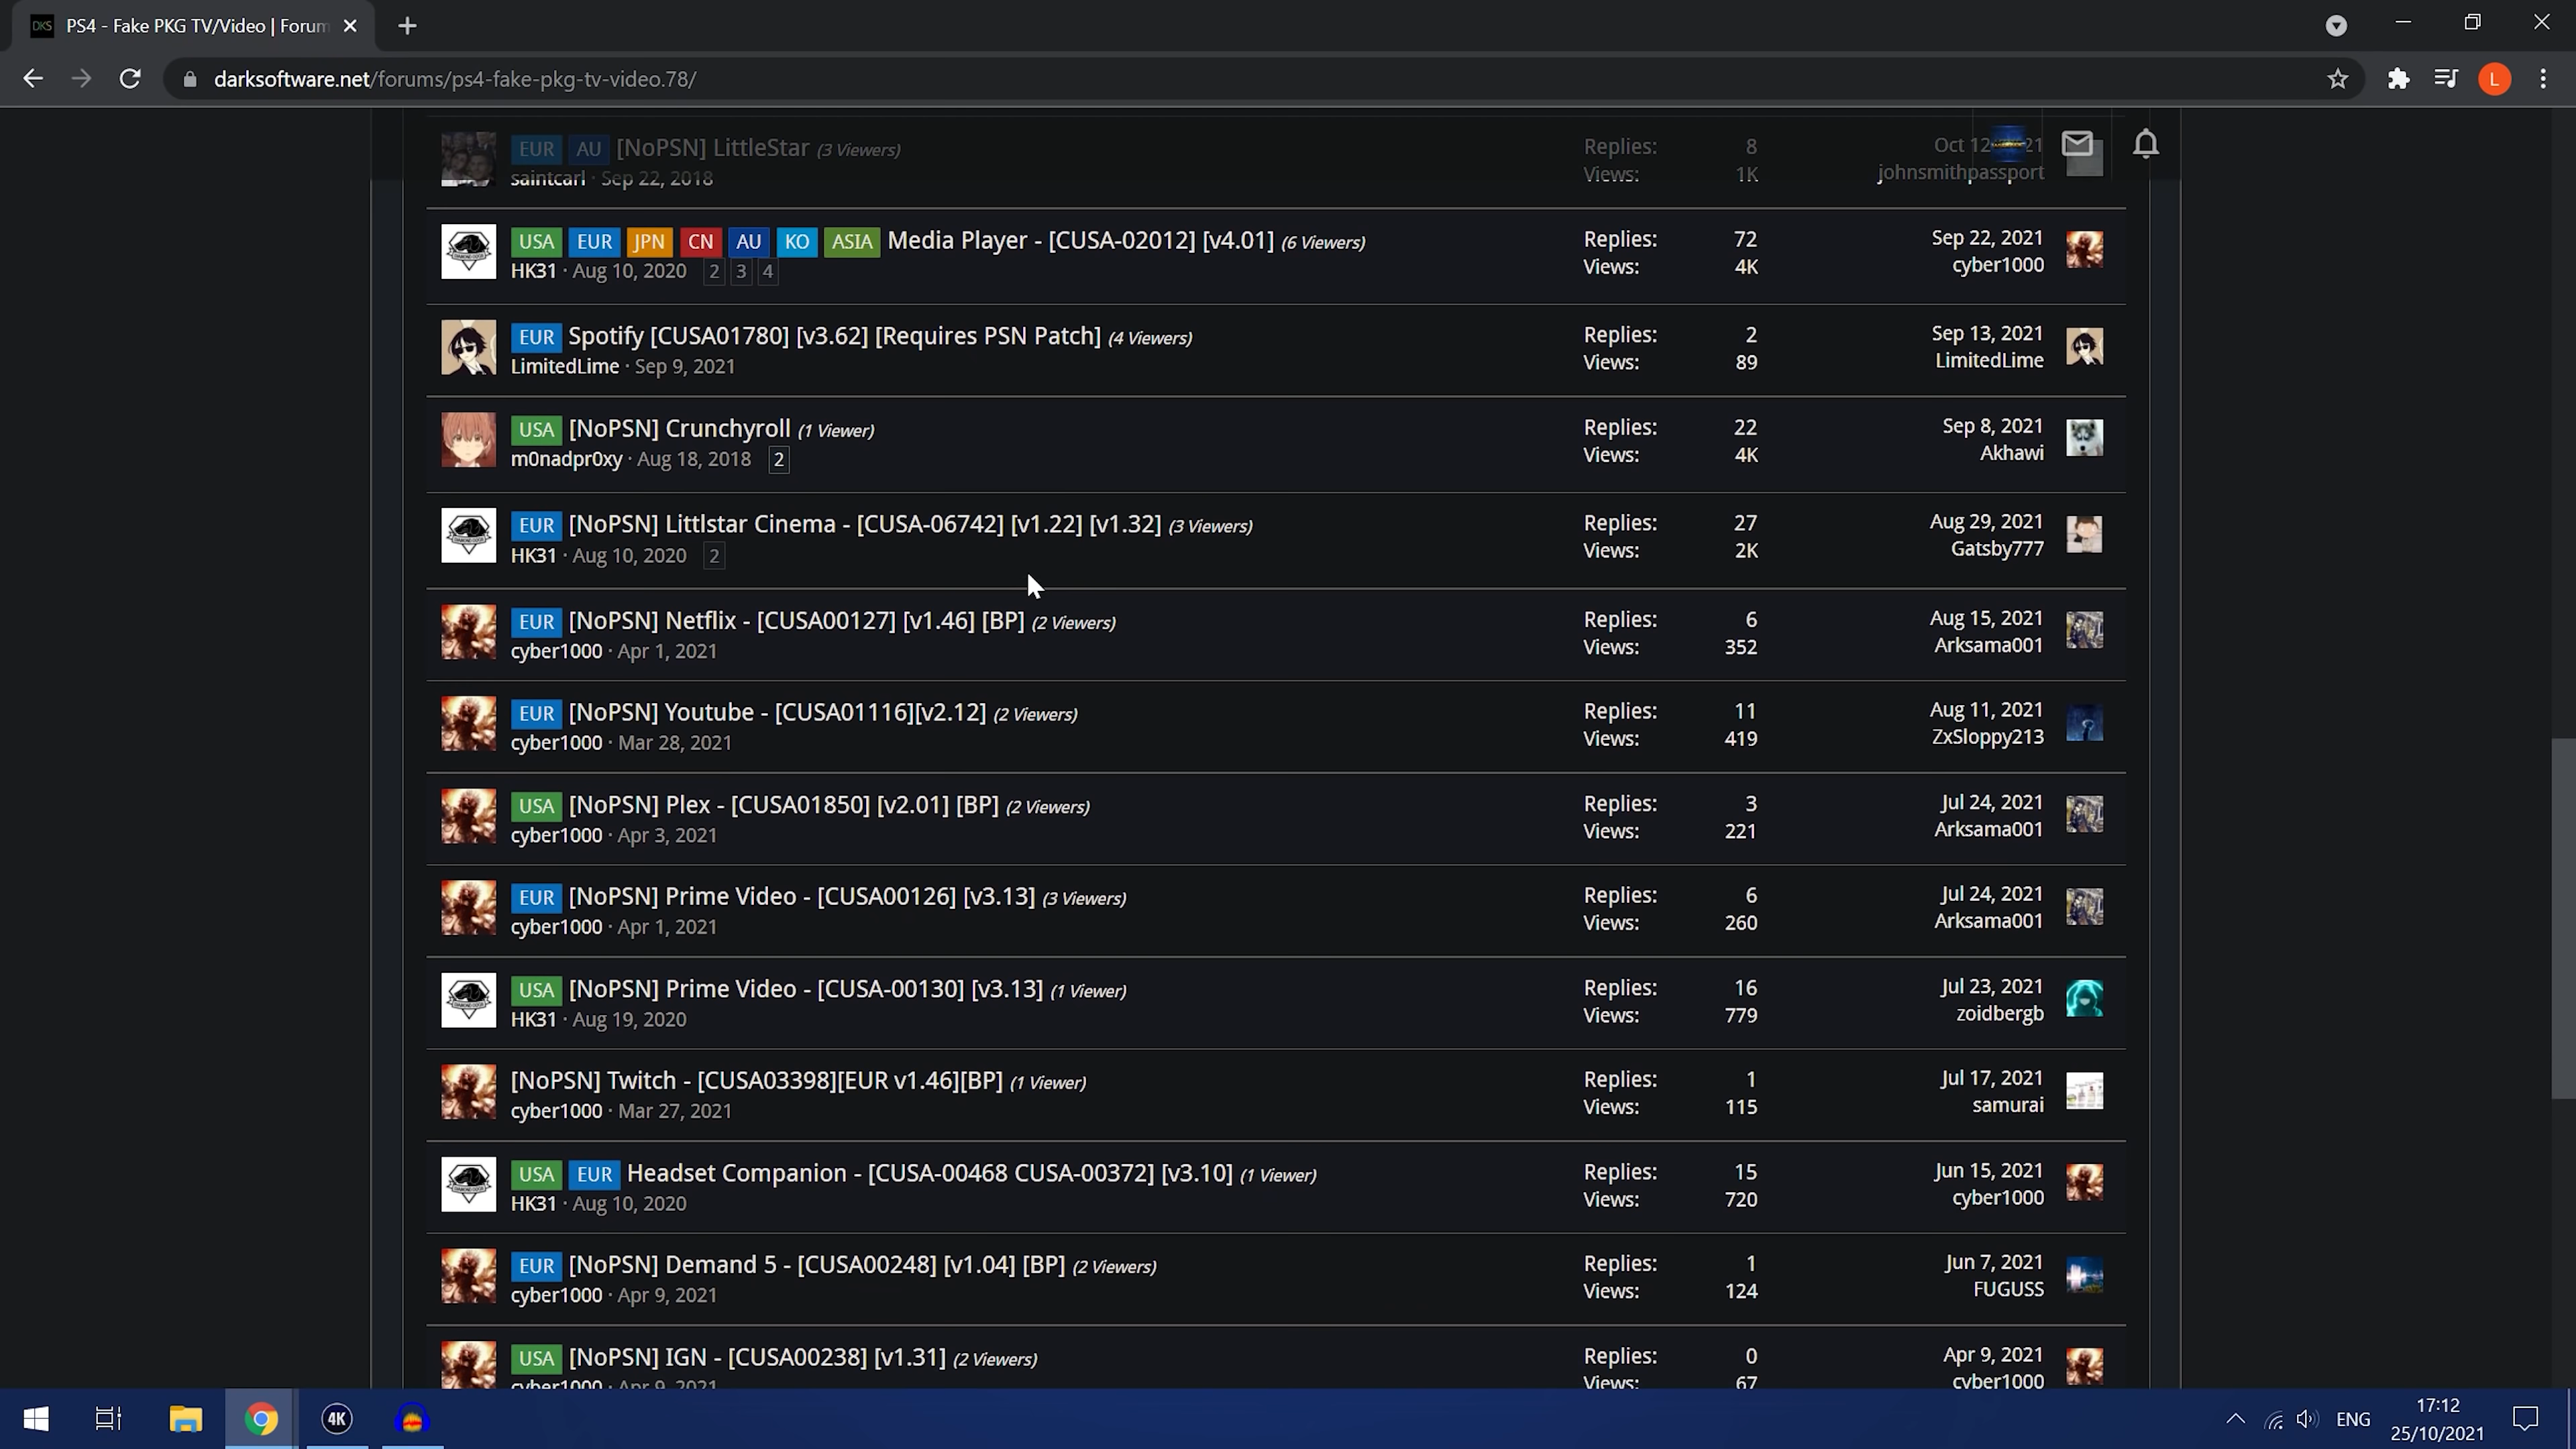 DKS PS4 - Fake PKG TV/Video | Forum
darksoftware.net/forums/ps4-fake-pkg-tv-video.78/
L
EUR AU [NoPSN] LittleStar (3 Viewers) Replies: 8 Oct 12 21
saintcarl · Sep 22, 2018 Views: 1K johnsmithpassport
USA EUR JPN CN AU KO ASIA Media Player - [CUSA-02012] [v4.01] (6 Viewers) Replies: 72 Sep 22, 2021
HK31 · Aug 10, 2020 2 3 4 Views: 4K cyber1000
EUR Spotify [CUSA01780] [v3.62] [Requires PSN Patch] (4 Viewers) Replies: 2 Sep 13, 2021
LimitedLime · Sep 9, 2021 Views: 89 LimitedLime
USA [NoPSN] Crunchyroll (1 Viewer) Replies: 22 Sep 8, 2021
m0nadpr0xy · Aug 18, 2018 2 Views: 4K Akhawi
EUR [NoPSN] Littlstar Cinema - [CUSA-06742] [v1.22] [v1.32] (3 Viewers) Replies: 27 Aug 29, 2021
HK31 · Aug 10, 2020 2 Views: 2K Gatsby777
EUR [NoPSN] Netflix - [CUSA00127] [v1.46] [BP] (2 Viewers) Replies: 6 Aug 15, 2021
cyber1000 · Apr 1, 2021 Views: 352 Arksama001
EUR [NoPSN] Youtube - [CUSA01116][v2.12] (2 Viewers) Replies: 11 Aug 11, 2021
cyber1000 · Mar 28, 2021 Views: 419 ZxSloppy213
USA [NoPSN] Plex - [CUSA01850] [v2.01] [BP] (2 Viewers) Replies: 3 Jul 24, 2021
cyber1000 · Apr 3, 2021 Views: 221 Arksama001
EUR [NoPSN] Prime Video - [CUSA00126] [v3.13] (3 Viewers) Replies: 6 Jul 24, 2021
cyber1000 · Apr 1, 2021 Views: 260 Arksama001
USA [NoPSN] Prime Video - [CUSA-00130] [v3.13] (1 Viewer) Replies: 16 Jul 23, 2021
HK31 · Aug 19, 2020 Views: 779 zoidbergb
[NoPSN] Twitch - [CUSA03398][EUR v1.46][BP] (1 Viewer) Replies: 1 Jul 17, 2021
cyber1000 · Mar 27, 2021 Views: 115 samurai
USA EUR Headset Companion - [CUSA-00468 CUSA-00372] [v3.10] (1 Viewer) Replies: 15 Jun 15, 2021
HK31 · Aug 10, 2020 Views: 720 cyber1000
EUR [NoPSN] Demand 5 - [CUSA00248] [v1.04] [BP] (2 Viewers) Replies: 1 Jun 7, 2021
cyber1000 · Apr 9, 2021 Views: 124 FUGUSS
USA [NoPSN] IGN - [CUSA00238] [v1.31] (2 Viewers) Replies: 0 Apr 9, 2021
cyber1000 · Apr 9, 2021 Views: 67 cyber1000
4K ENG 17:12
25/10/2021